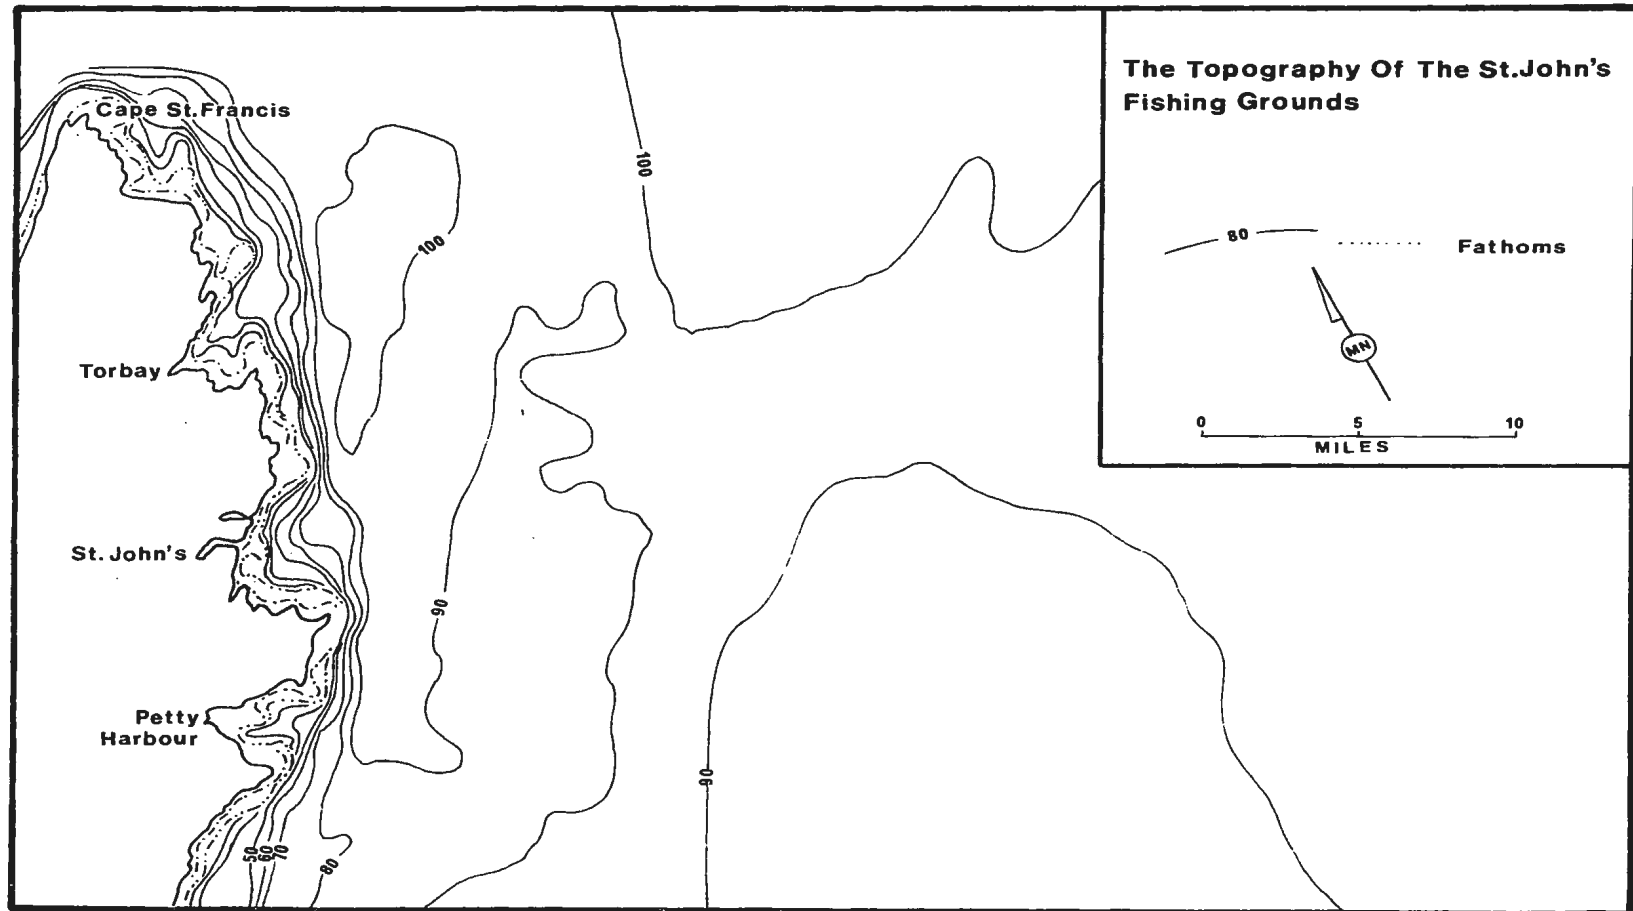 The Topography Of The St.John's
Fishing Grounds
80
Fathoms
MN
0 5 10
MILES
Cape St.Francis
100
100
Torbay
St.John's
90
Petty
Harbour
90
50 60 70
80